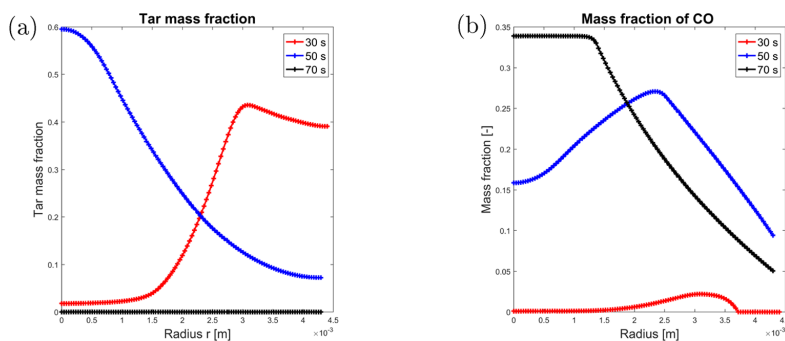 (a)
Tar mass fraction
Tar mass fraction
0.6
0.5
0.4
0.3
0.2
0.1
0
0 0.5 1 1.5 2 2.5 3 3.5 4 4.5
Radius r [m]
×10⁻³
30 s
50 s
70 s
(b)
Mass fraction of CO
Mass fraction [-]
0.35
0.3
0.25
0.2
0.15
0.1
0.05
0
0 0.5 1 1.5 2 2.5 3 3.5 4 4.5
Radius [m]
×10⁻³
30 s
50 s
70 s